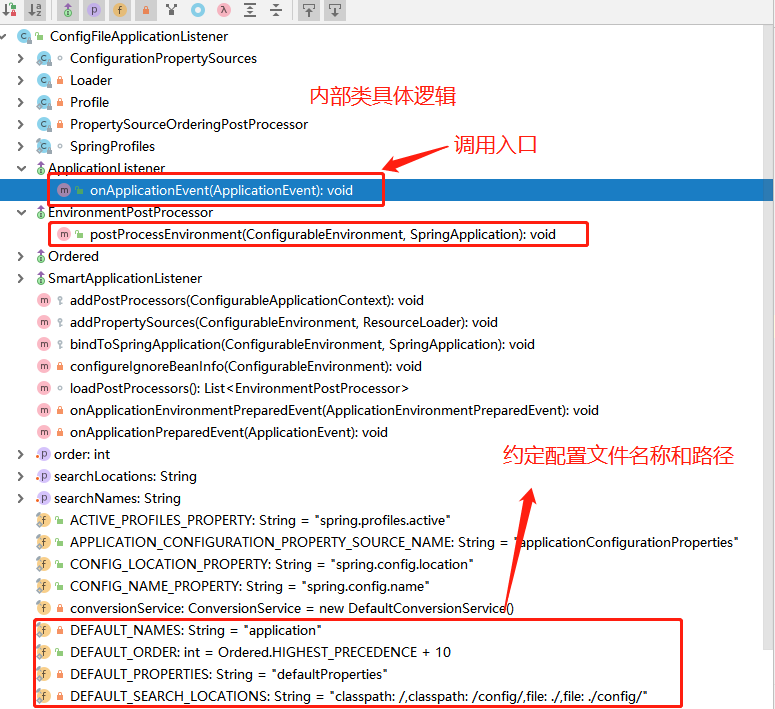 ConfigFileApplicationListener
ConfigurationPropertySources
Loader
Profile
内部类具体逻辑
PropertySourceOrderingPostProcessor
SpringProfiles
调用入口
ApplicationListener
onApplicationEvent(ApplicationEvent): void
EnvironmentPostProcessor
postProcessEnvironment(ConfigurableEnvironment, SpringApplication): void
Ordered
SmartApplicationListener
addPostProcessors(ConfigurableApplicationContext): void
addPropertySources(ConfigurableEnvironment, ResourceLoader): void
bindToSpringApplication(ConfigurableEnvironment, SpringApplication): void
configureIgnoreBeanInfo(ConfigurableEnvironment): void
loadPostProcessors(): List<EnvironmentPostProcessor>
onApplicationEnvironmentPreparedEvent(ApplicationEnvironmentPreparedEvent): void
onApplicationPreparedEvent(ApplicationEvent): void
order: int
约定配置文件名称和路径
searchLocations: String
searchNames: String
ACTIVE_PROFILES_PROPERTY: String = "spring.profiles.active"
APPLICATION_CONFIGURATION_PROPERTY_SOURCE_NAME: String = "applicationConfigurationProperties"
CONFIG_LOCATION_PROPERTY: String = "spring.config.location"
CONFIG_NAME_PROPERTY: String = "spring.config.name"
conversionService: ConversionService = new DefaultConversionService()
DEFAULT_NAMES: String = "application"
DEFAULT_ORDER: int = Ordered.HIGHEST_PRECEDENCE + 10
DEFAULT_PROPERTIES: String = "defaultProperties"
DEFAULT_SEARCH_LOCATIONS: String = "classpath: /,classpath: /config/,file: ./,file: ./config/"